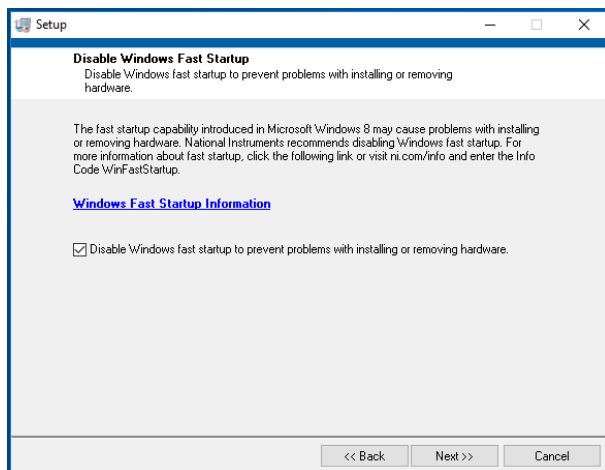 Setup
Disable Windows Fast Startup
Disable Windows fast startup to prevent problems with installing or removing
hardware.
The fast startup capability introduced in Microsoft Windows 8 may cause problems with installing
or removing hardware. National Instruments recommends disabling Windows fast startup. For
more information about fast startup, click the following link or visit ni.com/info and enter the Info
Code WinFastStartup.
Windows Fast Startup Information
Disable Windows fast startup to prevent problems with installing or removing hardware.
<< Back Next >> Cancel